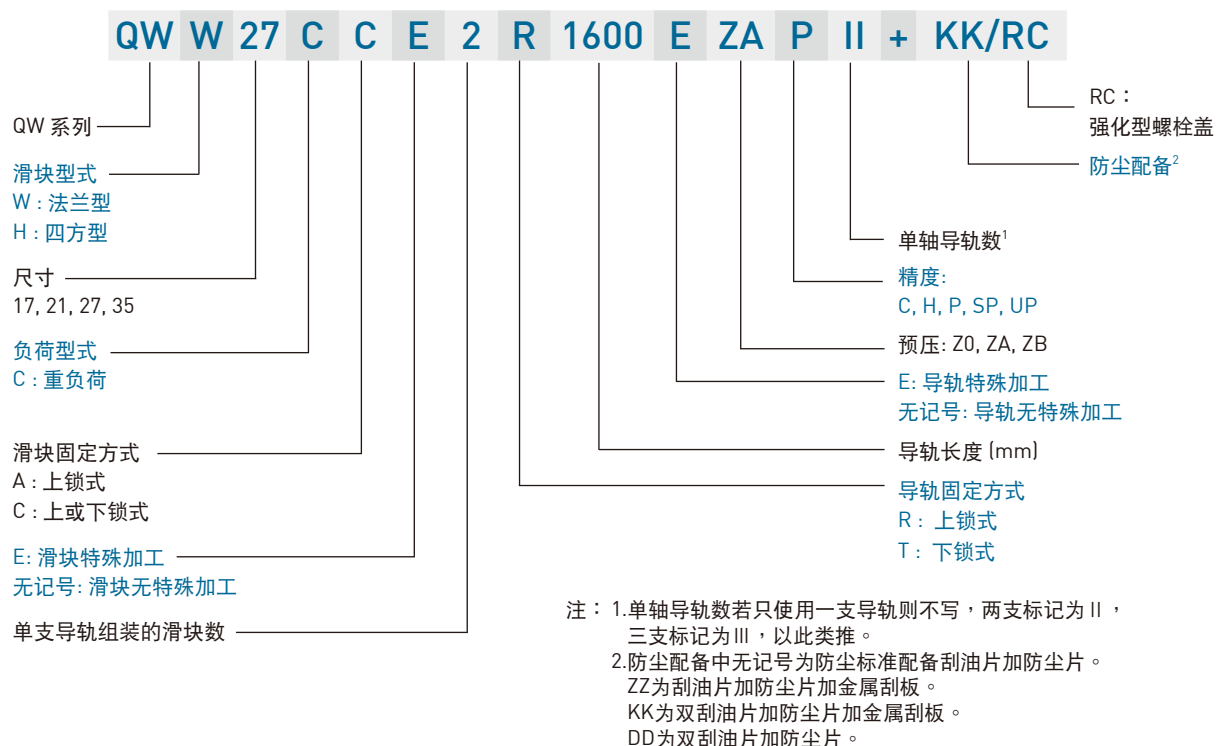 QW W 27 C C E 2 R 1600 E ZA P II + KK/RC
QW 系列
滑块型式
W : 法兰型
H : 四方型
尺寸
17, 21, 27, 35
负荷型式
C : 重负荷
滑块固定方式
A : 上锁式
C : 上或下锁式
E: 滑块特殊加工
无记号: 滑块无特殊加工
单支导轨组装的滑块数
RC：
强化型螺栓盖
防尘配备²
单轴导轨数¹
精度:
C, H, P, SP, UP
预压: Z0, ZA, ZB
E: 导轨特殊加工
无记号: 导轨无特殊加工
导轨长度 (mm)
导轨固定方式
R : 上锁式
T : 下锁式
注： 1.单轴导轨数若只使用一支导轨则不写，两支标记为 II ，
三支标记为Ⅲ，以此类推。
2.防尘配备中无记号为防尘标准配备刮油片加防尘片。
ZZ为刮油片加防尘片加金属刮板。
KK为双刮油片加防尘片加金属刮板。
DD为双刮油片加防尘片。